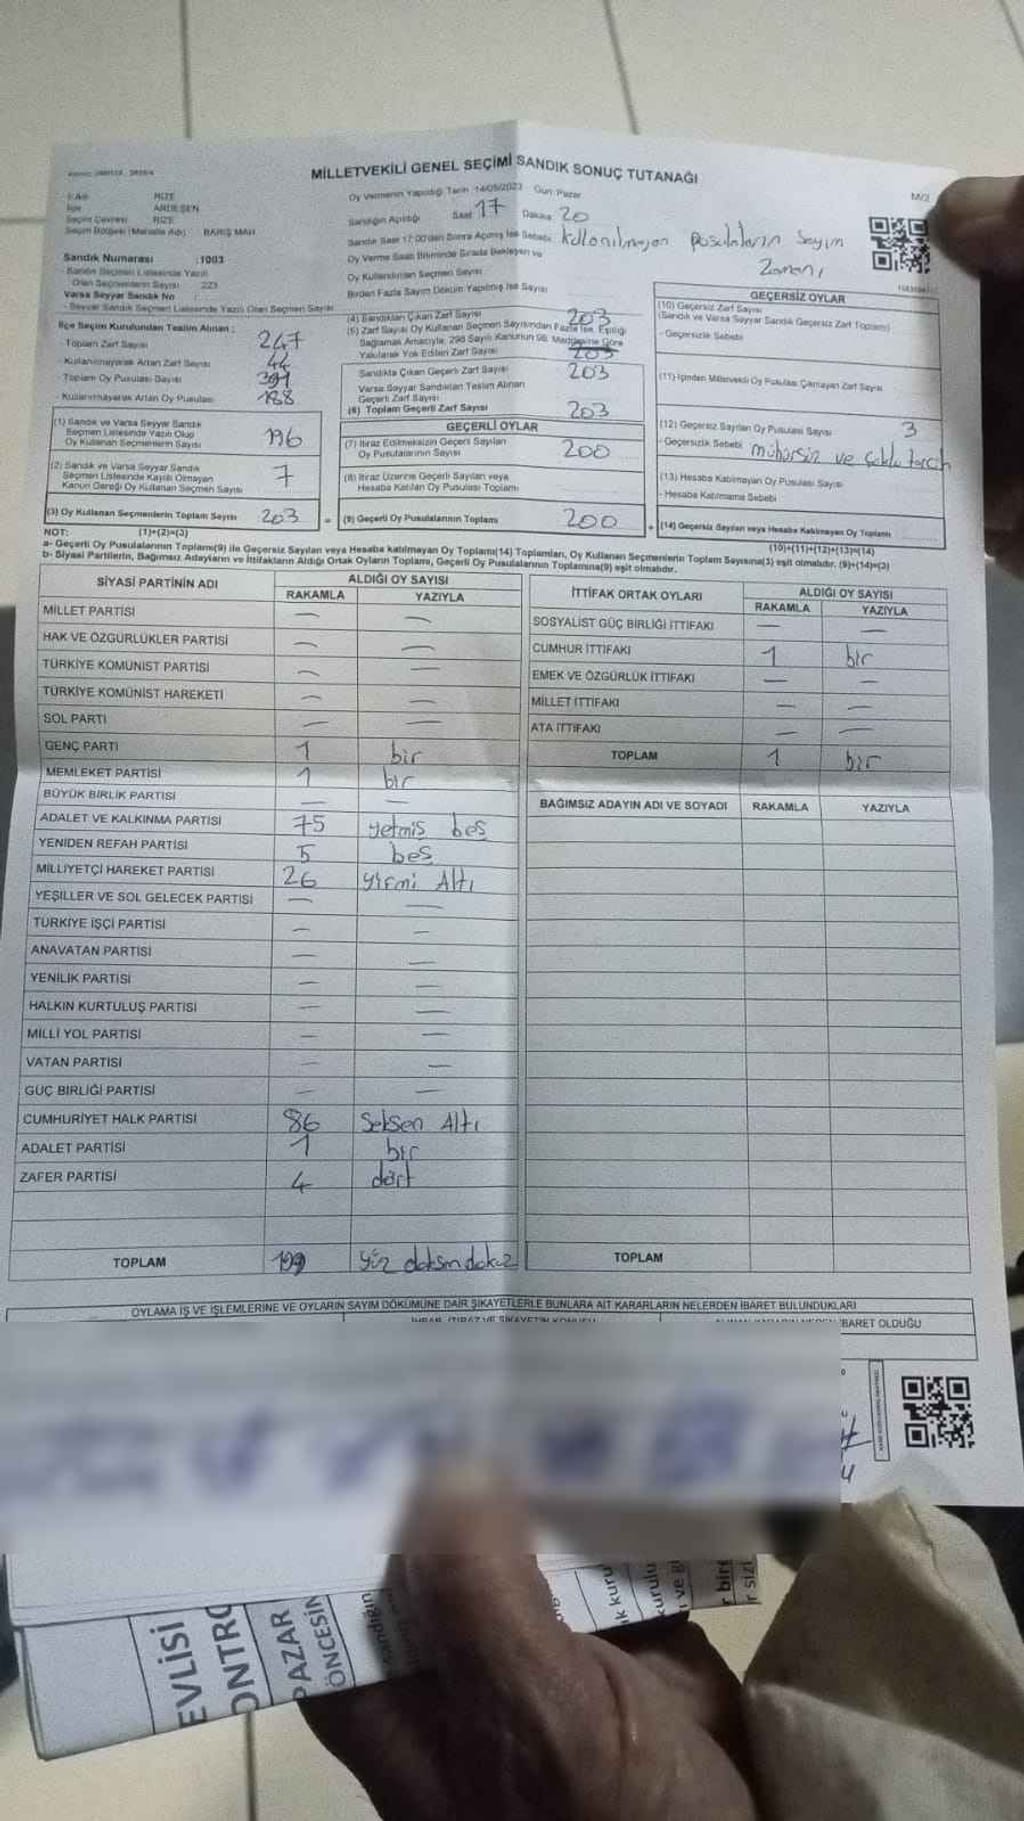 MİLLETVEKİLİ GENEL SEÇİMİ SANDIK SONUÇ TUTANAĞI
M/2
İli RİZE
İlçe ARDEŞEN
Seçim Çevresi RİZE
BARIŞ MAH
Sandık Numarası :1003
Sandık Seçmen Listesinde Yazılı
Olan Seçmenlerin Sayısı 223
Varsa Seyyar Sandık No
Seyyar Sandık Seçmen Listesinde Yazılı Olan Seçmen Sayısı
Oy Vermenin Yapıldığı Tarih 14/05/2023 Gün Pazar
Sandığın Açıldığı Saat 17 Dakika 20
Sandık Saat 17:00'den Sonra Açılmış İse Sebebi kullanılmayan pusulaların sayım
zamanı
Oy Verme Saati Bitiminde Sırada Bekleyen ve
Oy Kullandırılan Seçmen Sayısı
Birden Fazla Sayım Döküm Yapılmış İse Sayısı
İlçe Seçim Kurulundan Teslim Alınan :
- Toplam Zarf Sayısı 247
- Kullanılmayarak Artan Zarf Sayısı 44
- Toplam Oy Pusulası Sayısı 391
- Kullanılmayarak Artan Oy Pusulası 188
(1) Sandık ve Varsa Seyyar Sandık
Seçmen Listesinde Yazılı Olup
Oy Kullanan Seçmenlerin Sayısı 196
(2) Sandık ve Varsa Seyyar Sandık
Seçmen Listesinde Kayıtlı Olmayan
Kanun Gereği Oy Kullanan Seçmen Sayısı 7
(3) Oy Kullanan Seçmenlerin Toplam Sayısı 203
(1)+(2)=(3)
(4) Sandıktan Çıkan Zarf Sayısı 203
(5) Zarf Sayısı Oy Kullanan Seçmen Sayısından Fazla İse, Eşitliği
Sağlamak Amacıyla, 298 Sayılı Kanunun 98. Maddesine Göre
Yakılarak Yok Edilen Zarf Sayısı 203
Sandıkta Çıkan Geçerli Zarf Sayısı 203
Varsa Seyyar Sandıktan Teslim Alınan
Geçerli Zarf Sayısı
(6) Toplam Geçerli Zarf Sayısı 203
GEÇERLİ OYLAR
(7) İtiraz Edilmeksizin Geçerli Sayılan
Oy Pusulalarının Sayısı 200
(8) İtiraz Üzerine Geçerli Sayılan veya
Hesaba Katılan Oy Pusulası Toplamı
= (9) Geçerli Oy Pusulalarının Toplamı 200
GEÇERSİZ OYLAR
(10) Geçersiz Zarf Sayısı
(Sandık ve Varsa Seyyar Sandık Geçersiz Zarf Toplamı)
- Geçersizlik Sebebi
(11) İçinden Milletvekili Oy Pusulası Çıkmayan Zarf Sayısı
(12) Geçersiz Sayılan Oy Pusulası Sayısı 3
- Geçersizlik Sebebi mühürsüz ve çoklu tercih
(13) Hesaba Katılmayan Oy Pusulası Sayısı
- Hesaba Katılmama Sebebi
+ (14) Geçersiz Sayılan veya Hesaba Katılmayan Oy Toplamı
(10)+(11)+(12)+(13)=(14)
NOT:
a- Geçerli Oy Pusulalarının Toplamı(9) ile Geçersiz Sayılan veya Hesaba katılmayan Oy Toplamı(14) Toplamları, Oy Kullanan Seçmenlerin Toplam Sayısına(3) eşit olmalıdır. (9)+(14)=(3)
b- Siyasi Partilerin, Bağımsız Adayların ve İttifakların Aldığı Ortak Oyların Toplamı, Geçerli Oy Pusulalarının Toplamına(9) eşit olmalıdır.
SİYASİ PARTİNİN ADI ALDIĞI OY SAYISI
RAKAMLA YAZIYLA
MİLLET PARTİSİ — —
HAK VE ÖZGÜRLÜKLER PARTİSİ — —
TÜRKİYE KOMÜNİST PARTİSİ — —
TÜRKİYE KOMÜNİST HAREKETİ — —
SOL PARTİ — —
GENÇ PARTİ 1 bir
MEMLEKET PARTİSİ 1 bir
BÜYÜK BİRLİK PARTİSİ — —
ADALET VE KALKINMA PARTİSİ 75 yetmiş beş
YENİDEN REFAH PARTİSİ 5 beş
MİLLİYETÇİ HAREKET PARTİSİ 26 yirmi Altı
YEŞİLLER VE SOL GELECEK PARTİSİ — —
TÜRKİYE İŞÇİ PARTİSİ — —
ANAVATAN PARTİSİ — —
YENİLİK PARTİSİ — —
HALKIN KURTULUŞ PARTİSİ — —
MİLLİ YOL PARTİSİ — —
VATAN PARTİSİ — —
GÜÇ BİRLİĞİ PARTİSİ — —
CUMHURİYET HALK PARTİSİ 86 Seksen Altı
ADALET PARTİSİ 1 bir
ZAFER PARTİSİ 4 dört
TOPLAM 199 yüz doksan dokuz
İTTİFAK ORTAK OYLARI ALDIĞI OY SAYISI
RAKAMLA YAZIYLA
SOSYALİST GÜÇ BİRLİĞİ İTTİFAKI — —
CUMHUR İTTİFAKI 1 bir
EMEK VE ÖZGÜRLÜK İTTİFAKI — —
MİLLET İTTİFAKI — —
ATA İTTİFAKI — —
TOPLAM 1 bir
BAĞIMSIZ ADAYIN ADI VE SOYADI RAKAMLA YAZIYLA
TOPLAM
OYLAMA İŞ VE İŞLEMLERİNE VE OYLARIN SAYIM DÖKÜMÜNE DAİR ŞİKAYETLERLE BUNLARA AİT KARARLARIN NELERDEN İBARET BULUNDUKLARI
İBARET OLDUĞU
EVLİSİ
ONTRO
PAZAR
ÖNCESİN
sandığın
k kuru
kurulu
ve gi
r bir
r sizi